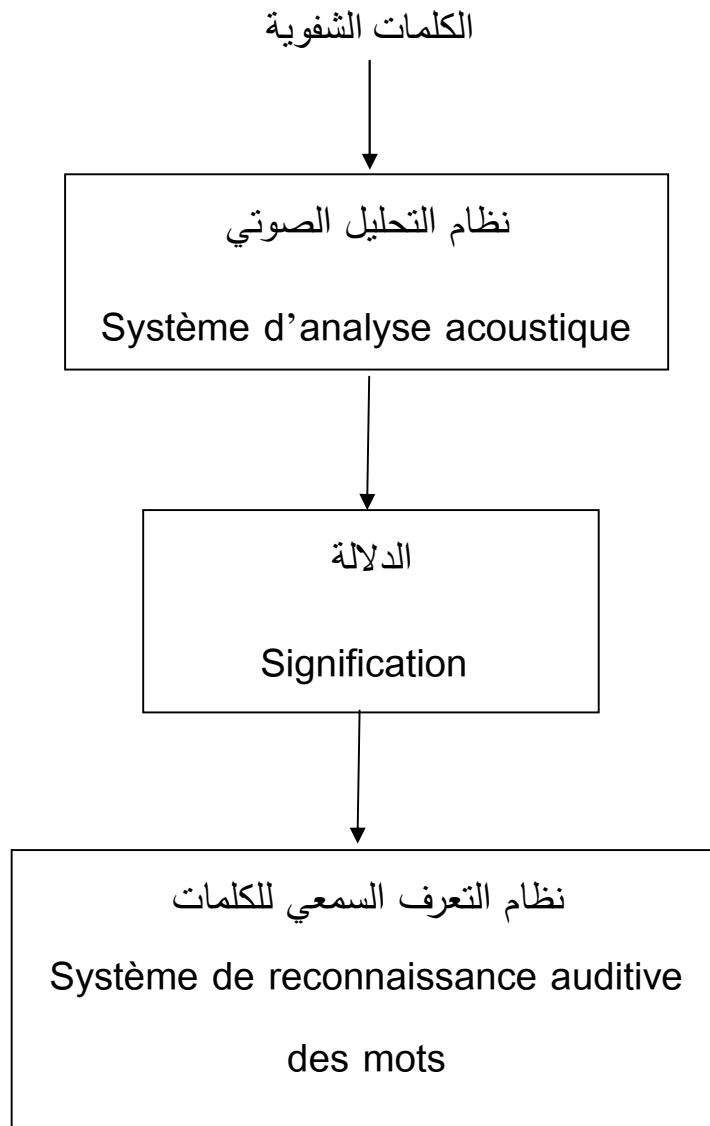 الكلمات الشفوية
نظام التحليل الصوتي
Système d’analyse acoustique
الدلالة
Signification
نظام التعرف السمعي للكلمات
Système de reconnaissance auditive
des mots